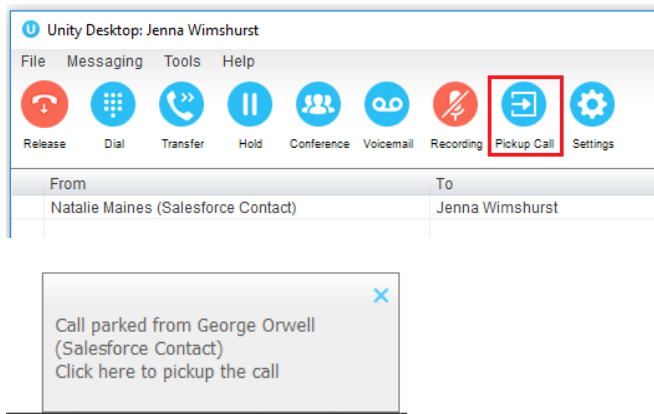 U Unity Desktop: Jenna Wimshurst
File Messaging Tools Help
Release Dial Transfer Hold Conference Voicemail Recording Pickup Call Settings
From To
Natalie Maines (Salesforce Contact) Jenna Wimshurst
Call parked from George Orwell
(Salesforce Contact)
Click here to pickup the call